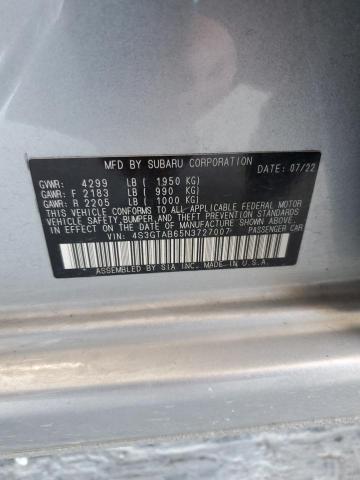 MFD BY SUBARU CORPORATION DATE: 07/22
GVWR: 4299 LB ( 1950 KG)
GAWR: F 2183 LB ( 990 KG)
GAWR: R 2205 LB ( 1000 KG)
THIS VEHICLE CONFORMS TO ALL APPLICABLE FEDERAL MOTOR
VEHICLE SAFETY, BUMPER, AND THEFT PREVENTION STANDARDS
IN EFFECT ON THE DATE OF MANUFACTURE SHOWN ABOVE.
VIN: 4S3GTAB65N3727007 PASSENGER CAR
ASSEMBLED BY SIA INC. MADE IN U.S.A.